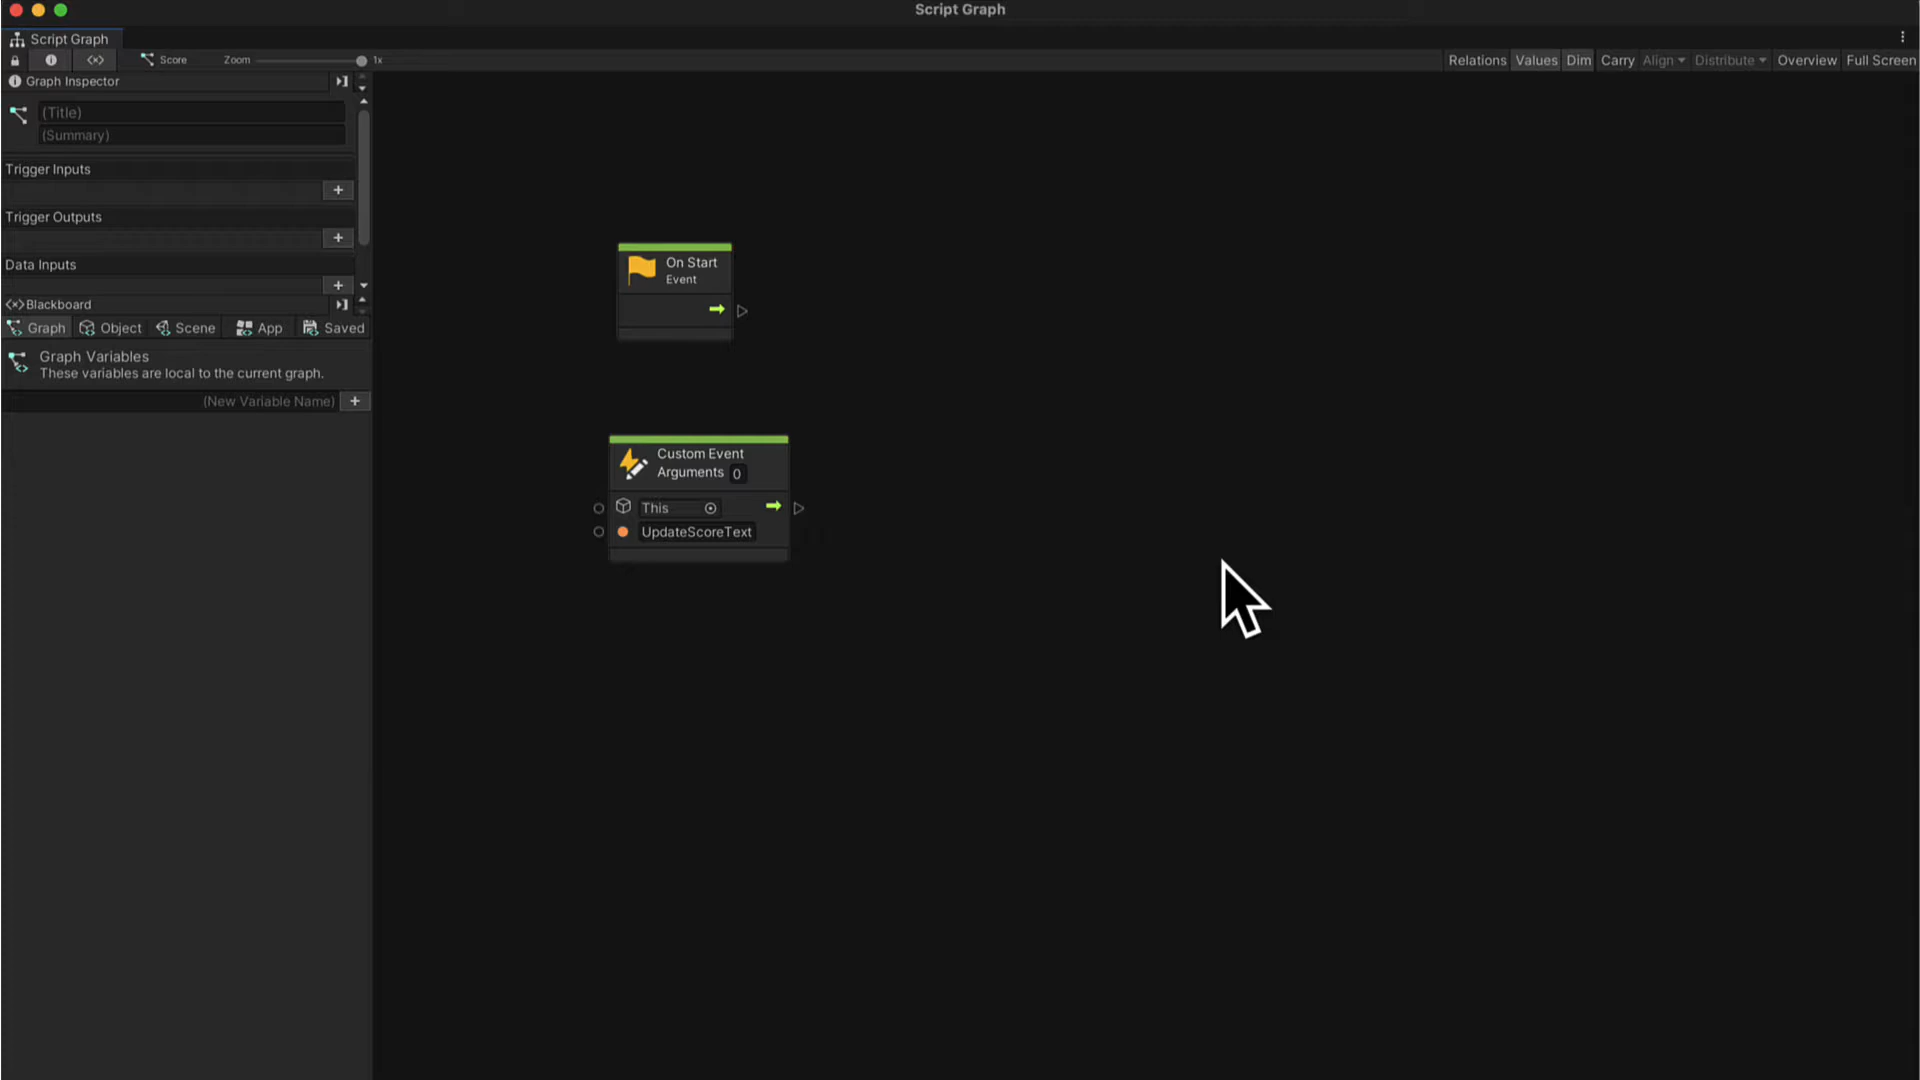 Script Graph
Script Graph
Score Zoom 1x Relations Values Dim Carry Align Distribute Overview Full Screen
Graph Inspector
(Title)
(Summary)
Trigger Inputs
+
Trigger Outputs
+
Data Inputs
+
Blackboard
Graph Object Scene App Saved
Graph Variables
These variables are local to the current graph.
(New Variable Name) +
On Start
Event
Custom Event
Arguments 0
This
UpdateScoreText